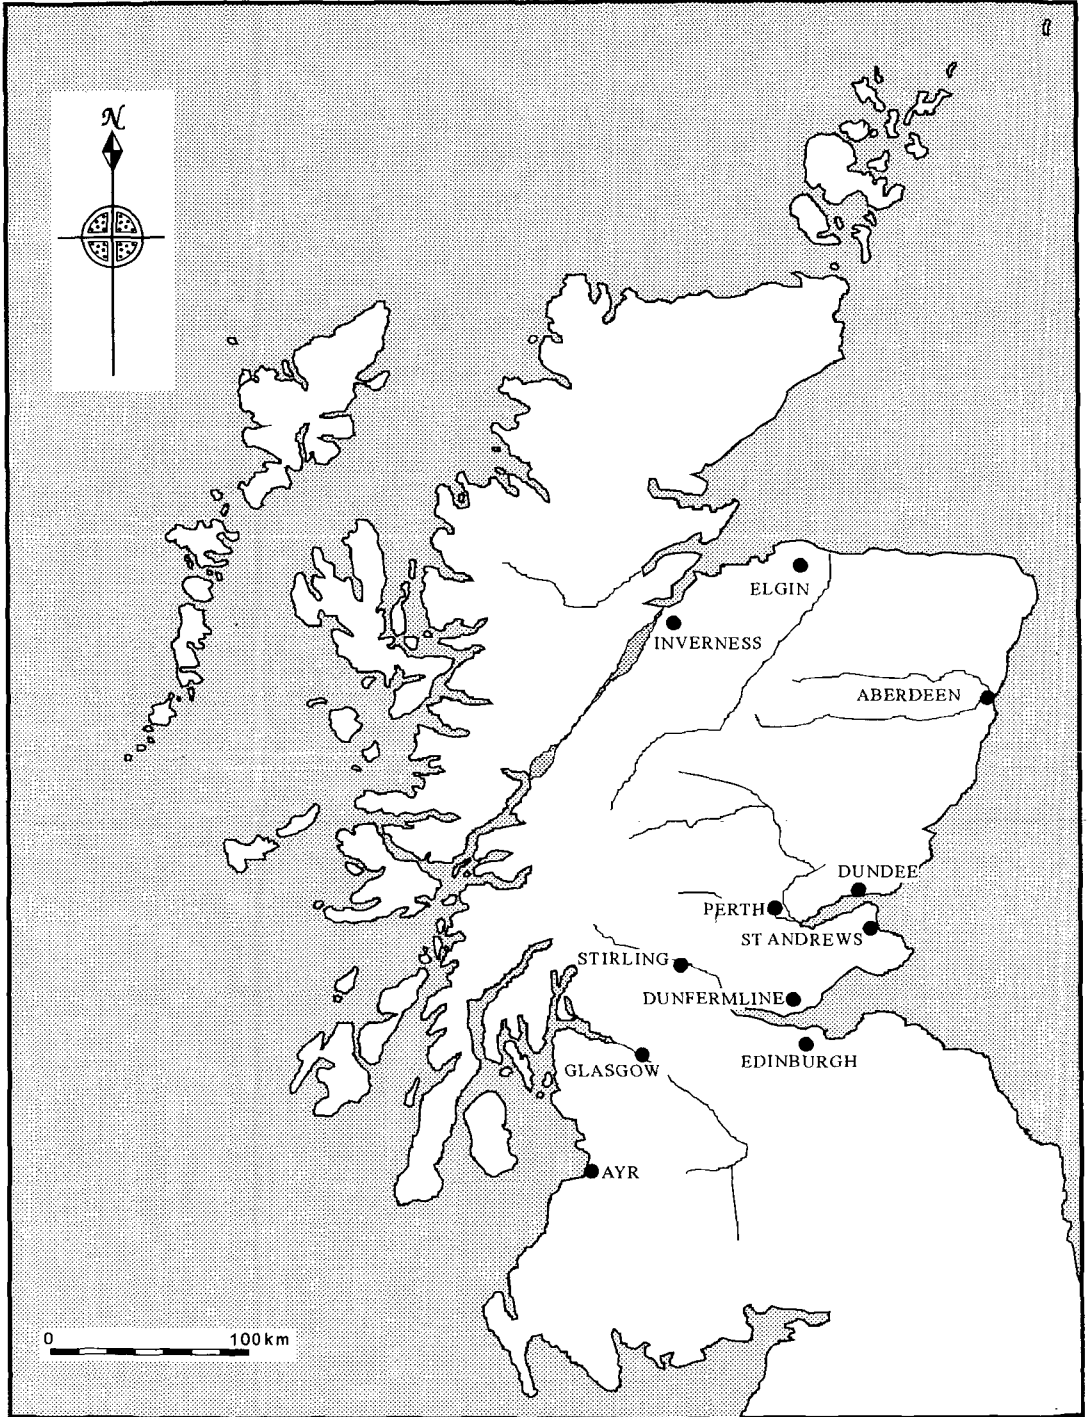 N
ELGIN
INVERNESS
ABERDEEN
DUNDEE
PERTH
ST ANDREWS
STIRLING
DUNFERMLINE
EDINBURGH
GLASGOW
AYR
0 100 km